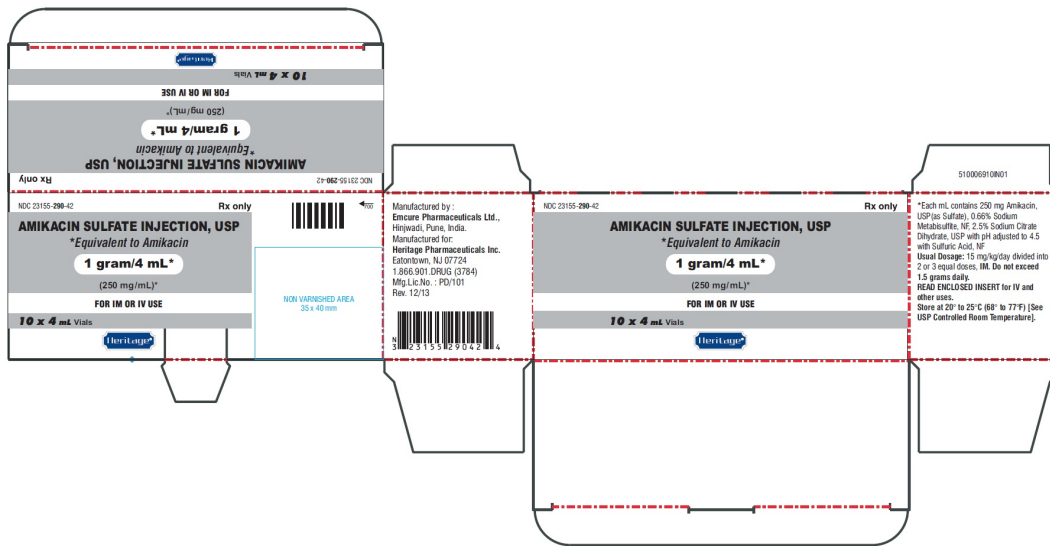 Heritage®
10 x 4 mL Vials
FOR IM OR IV USE
(250 mg/mL)*
1 gram/4 mL*
*Equivalent to Amikacin
AMIKACIN SULFATE INJECTION, USP
NDC 23155-290-42 Rx only
NDC 23155-290-42 Rx only
AMIKACIN SULFATE INJECTION, USP
*Equivalent to Amikacin
1 gram/4 mL*
(250 mg/mL)*
FOR IM OR IV USE
10 x 4 mL Vials
Heritage®
NON VARNISHED AREA
35 x 40 mm
Manufactured by :
Emcure Pharmaceuticals Ltd.,
Hinjwadi, Pune, India.
Manufactured for:
Heritage Pharmaceuticals Inc.
Eatontown, NJ 07724
1.866.901.DRUG (3784)
Mfg.Lic.No. : PD/101
Rev. 12/13
N
3 23155 29042 4
NDC 23155-290-42 Rx only
AMIKACIN SULFATE INJECTION, USP
*Equivalent to Amikacin
1 gram/4 mL*
(250 mg/mL)*
FOR IM OR IV USE
10 x 4 mL Vials
Heritage®
510006910IN01
*Each mL contains 250 mg Amikacin,
USP(as Sulfate), 0.66% Sodium
Metabisulfite, NF, 2.5% Sodium Citrate
Dihydrate, USP with pH adjusted to 4.5
with Sulfuric Acid, NF
Usual Dosage: 15 mg/kg/day divided into
2 or 3 equal doses, IM. Do not exceed
1.5 grams daily.
READ ENCLOSED INSERT for IV and
other uses.
Store at 20° to 25°C (68° to 77°F) [See
USP Controlled Room Temperature].